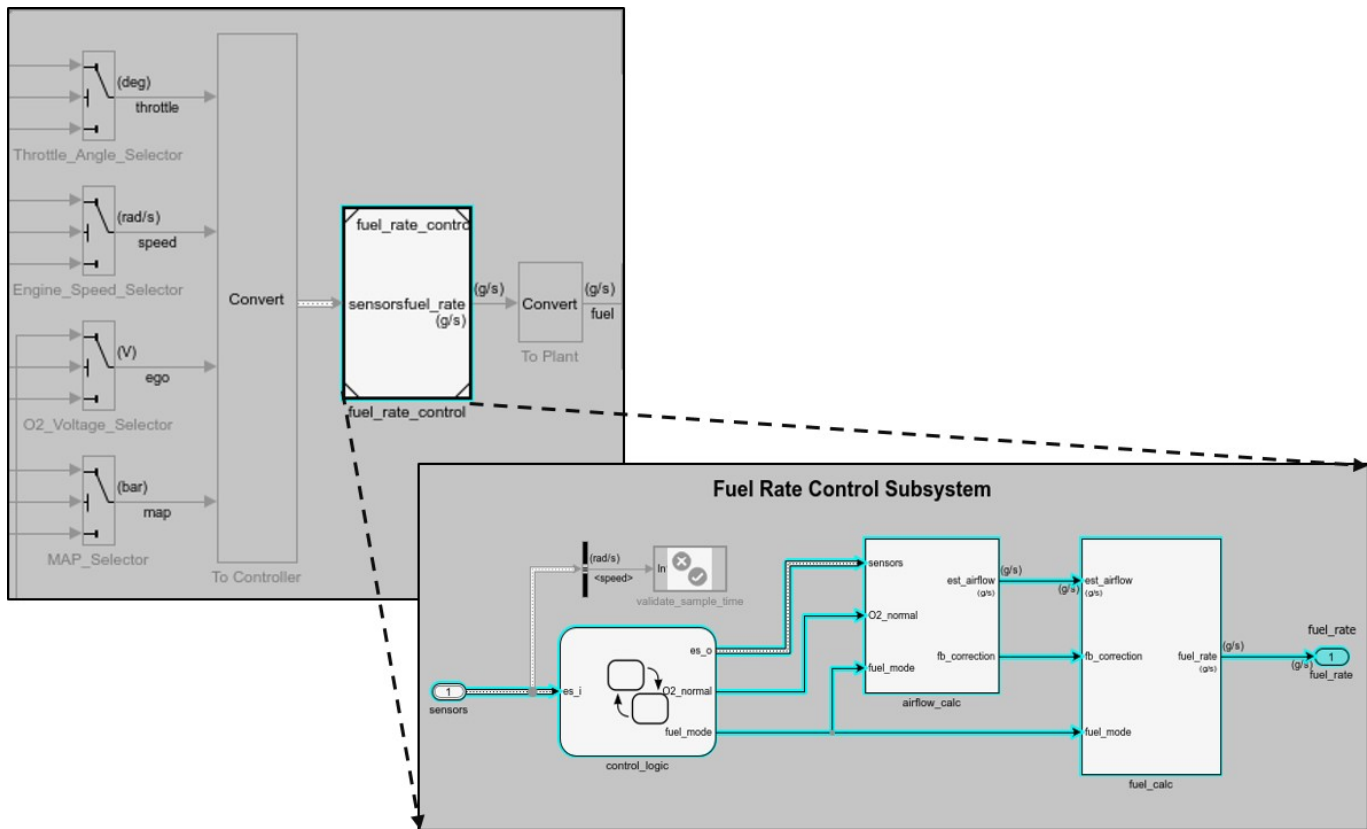 (deg)
throttle
Throttle_Angle_Selector
(rad/s)
speed
Engine_Speed_Selector
(V)
ego
O2_Voltage_Selector
(bar)
map
MAP_Selector
Convert
To Controller
fuel_rate_contro
sensorsfuel_rate
(g/s)
fuel_rate_control
(g/s)
Convert
To Plant
(g/s)
fuel
Fuel Rate Control Subsystem
1
sensors
(rad/s)
<speed>
In
validate_sample_time
es_i
es_o
O2_normal
fuel_mode
control_logic
sensors
O2_normal
fuel_mode
est_airflow
(g/s)
fb_correction
airflow_calc
(g/s)
(g/s)
est_airflow
(g/s)
fb_correction
fuel_mode
fuel_rate
(g/s)
fuel_calc
(g/s)
(g/s)
fuel_rate
1
fuel_rate